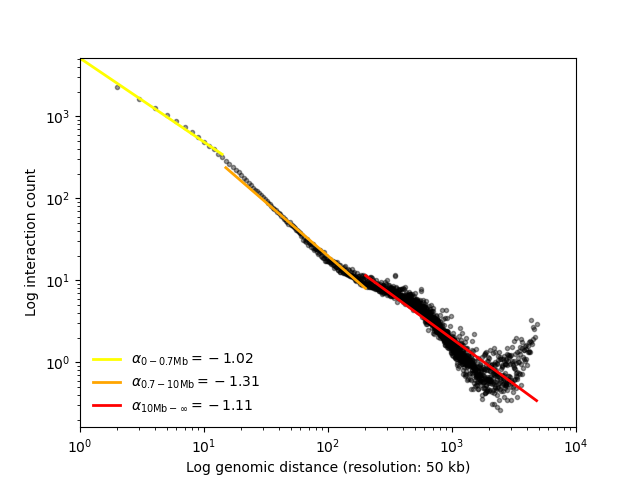 10³
10²
10¹
10⁰
Log interaction count
α₀₋₀.₇Mb = −1.02
α₀.₇₋₁₀Mb = −1.31
α₁₀Mb₋∞ = −1.11
10⁰ 10¹ 10² 10³ 10⁴
Log genomic distance (resolution: 50 kb)